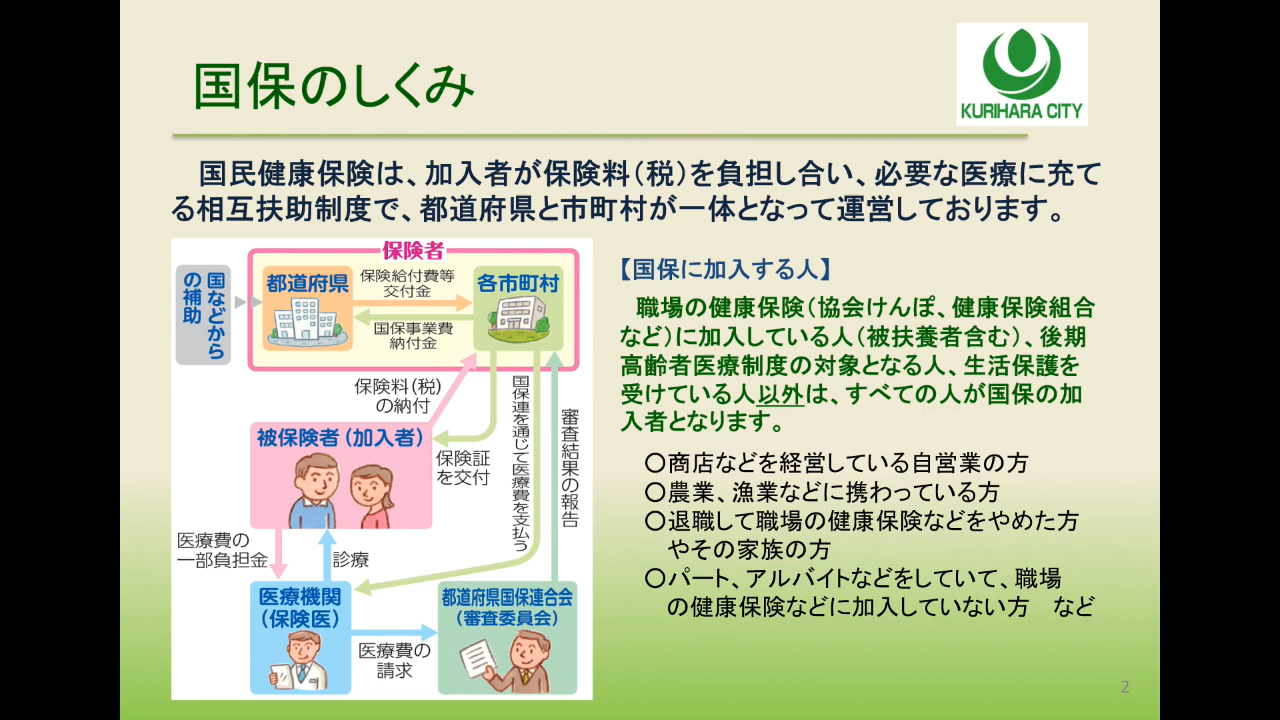 国保のしくみ
KURIHARA CITY
国民健康保険は、加入者が保険料(税)を負担し合い、必要な医療に充て
る相互扶助制度で、都道府県と市町村が一体となって運営しております。
保険者
国などから
の補助
都道府県
保険給付費等
交付金
国保事業費
納付金
各市町村
保険料(税)
の納付
被保険者(加入者)
保険証
を交付
国保連を通じて医療費を支払う
審査結果の報告
医療費の
一部負担金
診療
医療機関
(保険医)
医療費の
請求
都道府県国保連合会
(審査委員会)
【国保に加入する人】
職場の健康保険(協会けんぽ、健康保険組合
など)に加入している人(被扶養者含む)、後期
高齢者医療制度の対象となる人、生活保護を
受けている人以外は、すべての人が国保の加
入者となります。
○商店などを経営している自営業の方
○農業、漁業などに携わっている方
○退職して職場の健康保険などをやめた方
やその家族の方
○パート、アルバイトなどをしていて、職場
の健康保険などに加入していない方　など
2